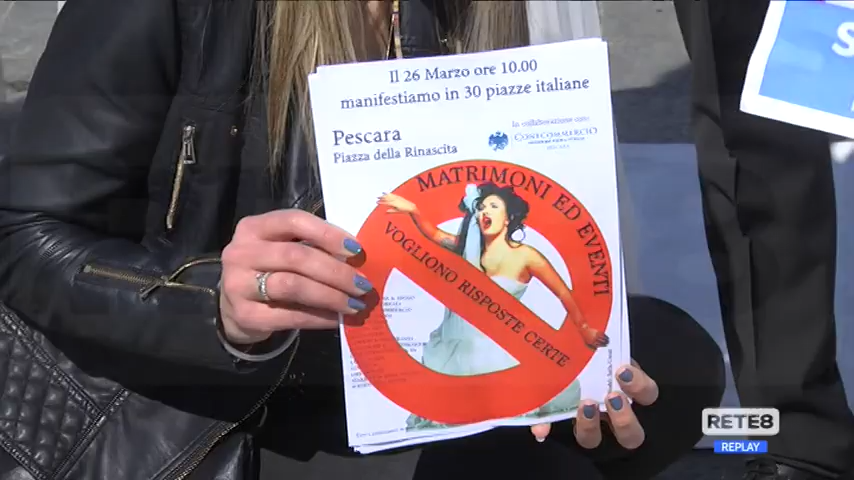 Il 26 Marzo ore 10.00
manifestiamo in 30 piazze italiane
Pescara
Piazza della Rinascita
in collaborazione con:
CONFCOMMERCIO
MATRIMONI ED EVENTI
VOGLIONO RISPOSTE CERTE
S
RETE8
REPLAY